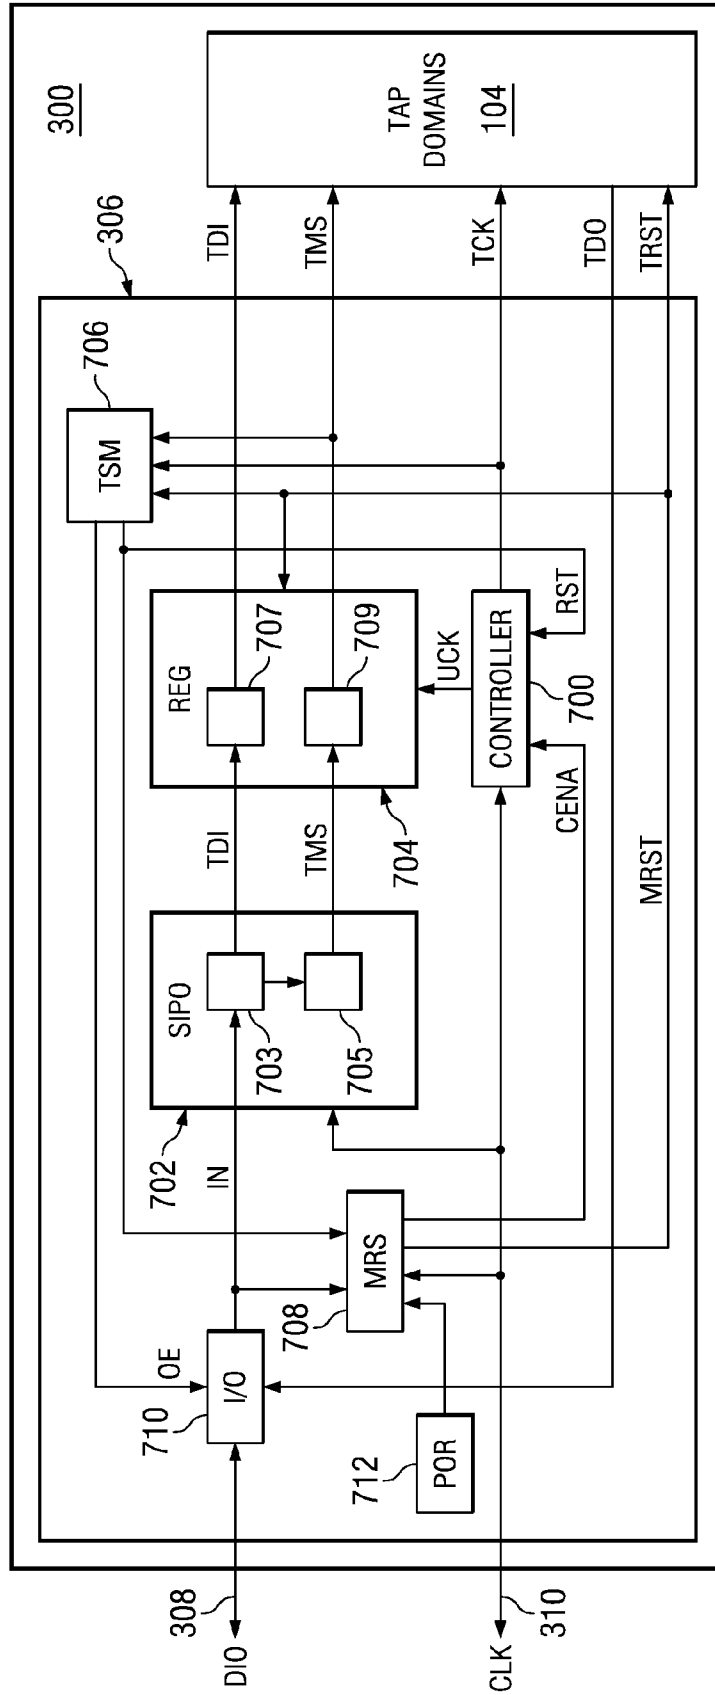 300
306
TAP
DOMAINS
104
TDI
TMS
TCK
TDO
TRST
706
TSM
REG
707
709
704
UCK
CONTROLLER
700
RST
CENA
MRST
TDI
TMS
SIPO
703
705
702
IN
MRS
708
OE
I/O
710
POR
712
308
DIO
310
CLK